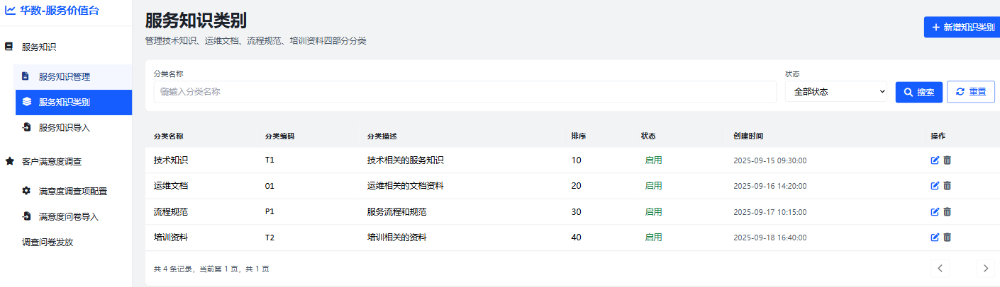 华数-服务价值台
服务知识
服务知识管理
服务知识类别
服务知识导入
客户满意度调查
满意度调查项配置
满意度问卷导入
调查问卷发放
服务知识类别
管理技术知识、运维文档、流程规范、培训资料四部分分类
新增知识类别
分类名称 状态
请输入分类名称 全部状态 搜索 重置
分类名称 分类编码 分类描述 排序 状态 创建时间 操作
技术知识 T1 技术相关的服务知识 10 启用 2025-09-15 09:30:00
运维文档 O1 运维相关的文档资料 20 启用 2025-09-16 14:20:00
流程规范 P1 服务流程和规范 30 启用 2025-09-17 10:15:00
培训资料 T2 培训相关的资料 40 启用 2025-09-18 16:40:00
共 4 条记录，当前第 1 页，共 1 页